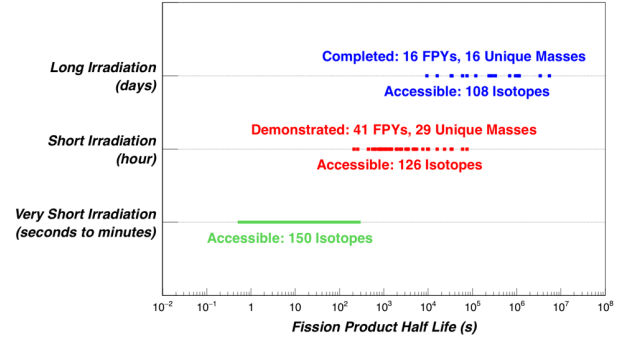 Completed: 16 FPYs, 16 Unique Masses
Long Irradiation
(days)
Accessible: 108 Isotopes
Demonstrated: 41 FPYs, 29 Unique Masses
Short Irradiation
(hour)
Accessible: 126 Isotopes
Very Short Irradiation
(seconds to minutes)
Accessible: 150 Isotopes
10⁻² 10⁻¹ 1 10 10² 10³ 10⁴ 10⁵ 10⁶ 10⁷ 10⁸
Fission Product Half Life (s)